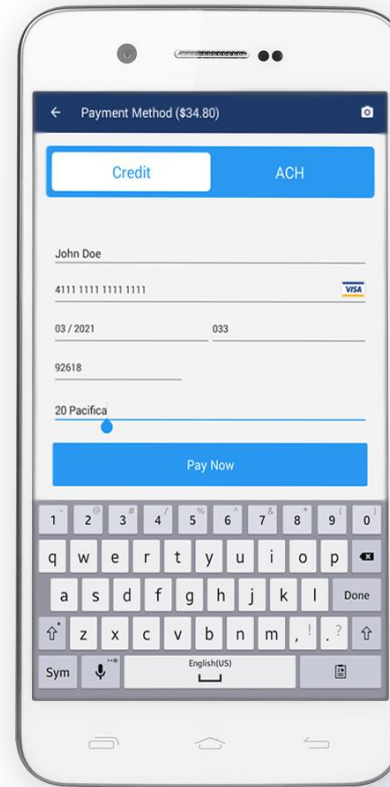 Payment Method ($34.80)
Credit ACH
John Doe
4111 1111 1111 1111 VISA
03 / 2021 033
92618
20 Pacifica
Pay Now
1 - 2 @ 3 # 4 / 5 % 6 ^ 7 & 8 * 9 ( 0 )
q w e r t y u i o p
a s d f g h j k l Done
z x c v b n m , ! . ?
Sym English(US)